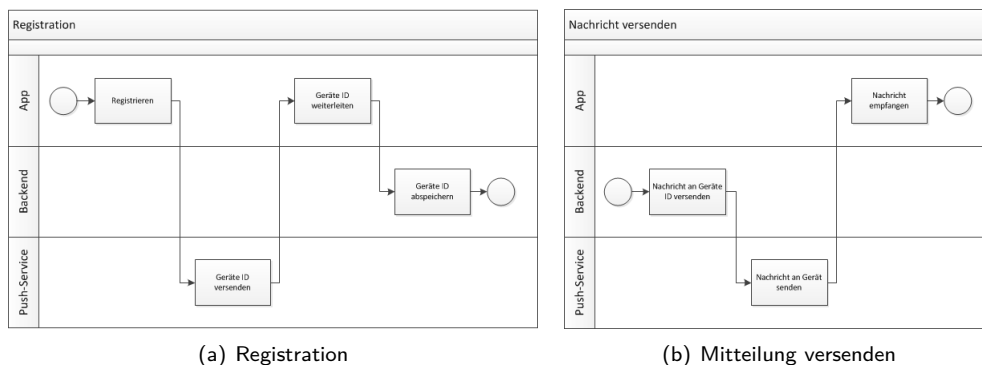 Registration
App
Registrieren
Geräte ID
weiterleiten
Backend
Geräte ID
abspeichern
Push-Service
Geräte ID
versenden
(a) Registration
Nachricht versenden
App
Nachricht
empfangen
Backend
Nachricht an Geräte
ID versenden
Push-Service
Nachricht an Gerät
senden
(b) Mitteilung versenden